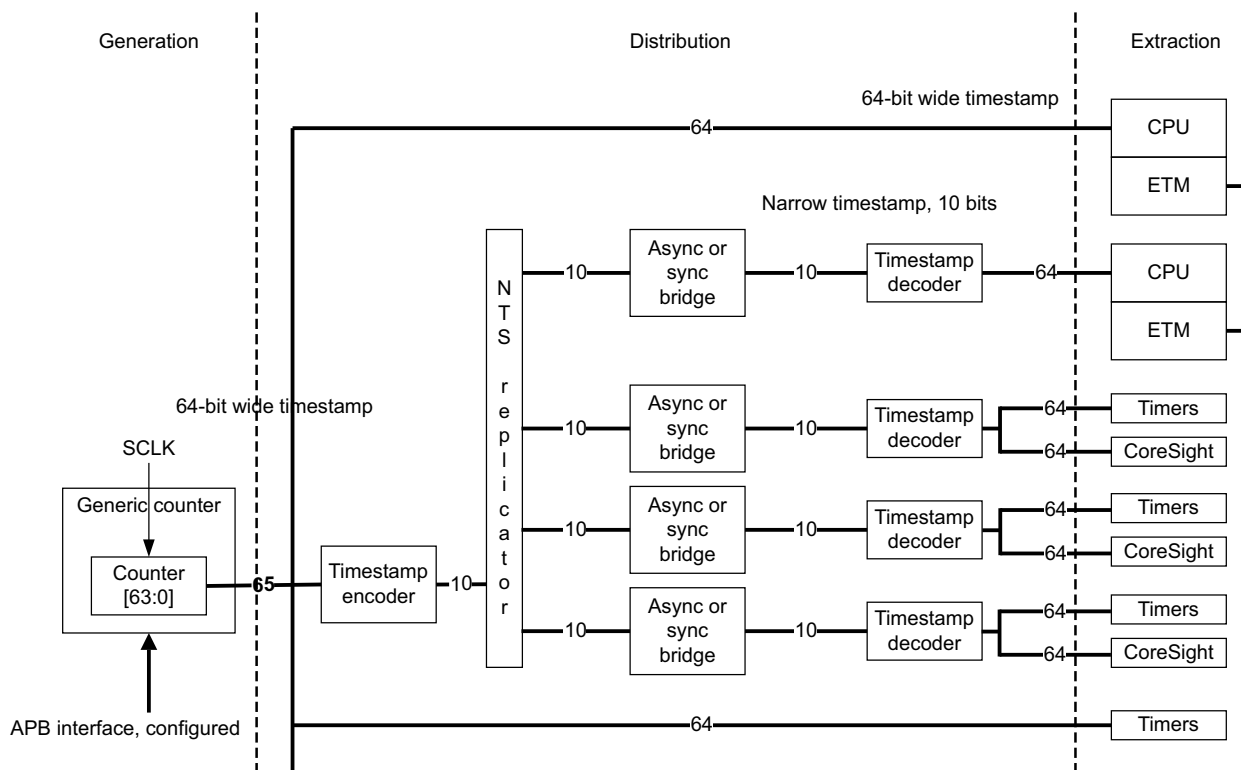 Generation
Distribution
Extraction
64-bit wide timestamp
64
CPU
ETM
Narrow timestamp, 10 bits
NTS replicator
10
Async or
sync
bridge
10
Timestamp
decoder
64
CPU
ETM
64-bit wide timestamp
10
Async or
sync
bridge
10
Timestamp
decoder
64
Timers
64
CoreSight
SCLK
Generic counter
Counter
[63:0]
65
Timestamp
encoder
10
10
Async or
sync
bridge
10
Timestamp
decoder
64
Timers
64
CoreSight
10
Async or
sync
bridge
10
Timestamp
decoder
64
Timers
64
CoreSight
APB interface, configured
64
Timers